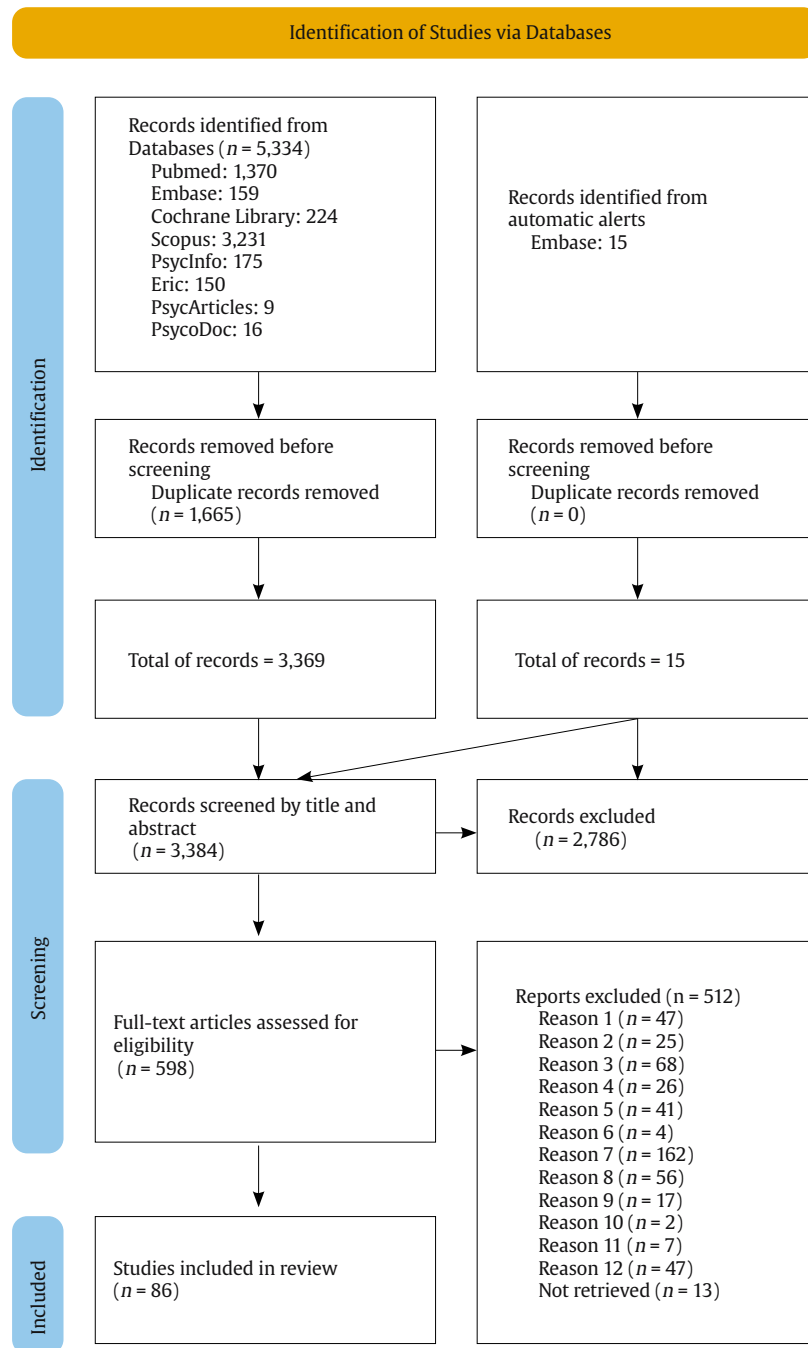 Identification of Studies via Databases
Identification
Records identified from
Databases (n = 5,334)
Pubmed: 1,370
Embase: 159
Cochrane Library: 224
Scopus: 3,231
PsycInfo: 175
Eric: 150
PsycArticles: 9
PsycoDoc: 16
Records identified from
automatic alerts
Embase: 15
Records removed before
screening
Duplicate records removed
(n = 1,665)
Records removed before
screening
Duplicate records removed
(n = 0)
Total of records = 3,369
Total of records = 15
Screening
Records screened by title and
abstract
(n = 3,384)
Records excluded
(n = 2,786)
Full-text articles assessed for
eligibility
(n = 598)
Reports excluded (n = 512)
Reason 1 (n = 47)
Reason 2 (n = 25)
Reason 3 (n = 68)
Reason 4 (n = 26)
Reason 5 (n = 41)
Reason 6 (n = 4)
Reason 7 (n = 162)
Reason 8 (n = 56)
Reason 9 (n = 17)
Reason 10 (n = 2)
Reason 11 (n = 7)
Reason 12 (n = 47)
Not retrieved (n = 13)
Included
Studies included in review
(n = 86)